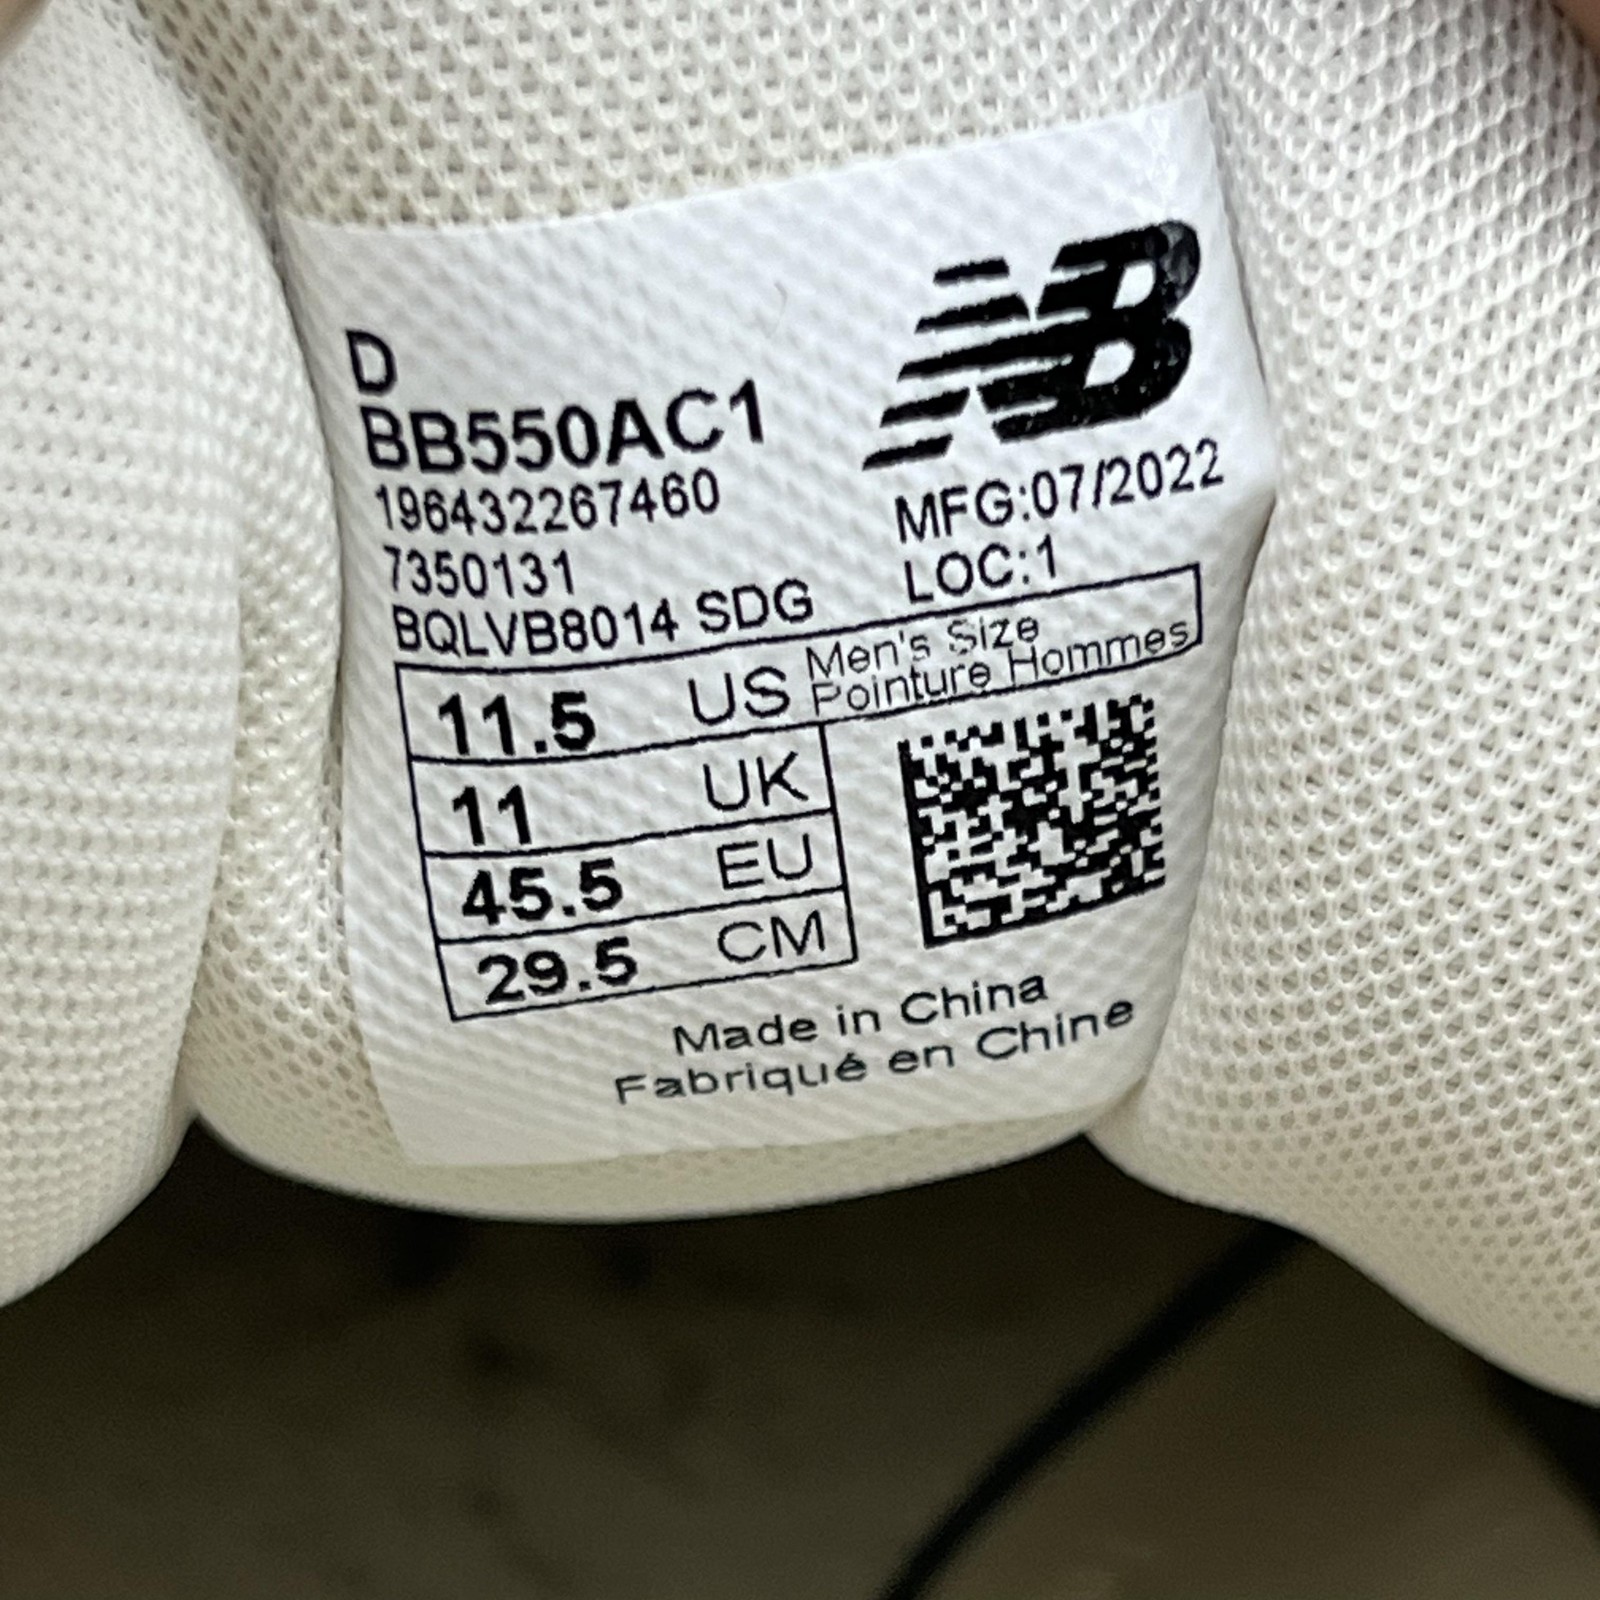 NB
D
BB550AC1
196432267460
MFG:07/2022
7350131
LOC:1
BQLVB8014 SDG
11.5 US Men's Size
Pointure Hommes
11 UK
45.5 EU
29.5 CM
Made in China
Fabriqué en Chine